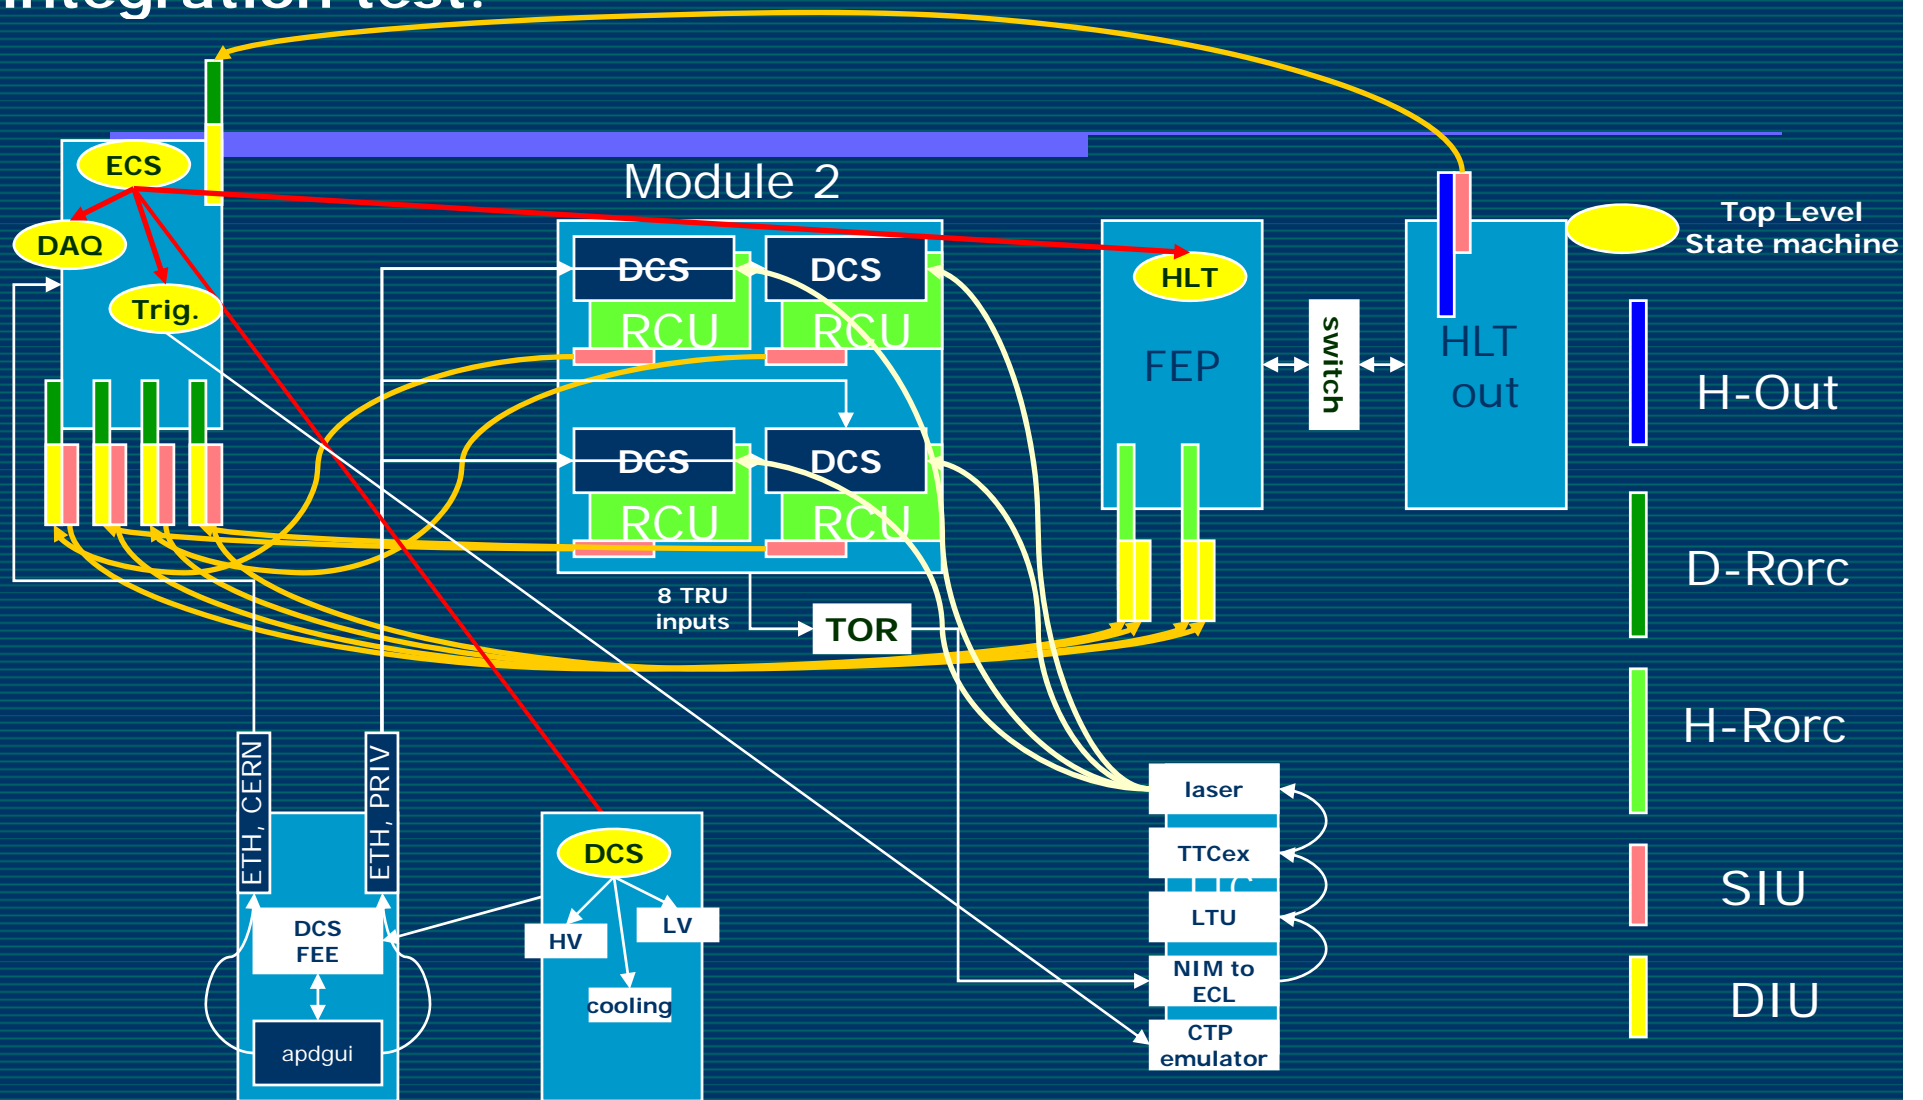 integration test:
ECS
DAQ
Trig.
Module 2
DCS
DCS
RCU
RCU
DCS
DCS
RCU
RCU
8 TRU
inputs
TOR
HLT
FEP
switch
HLT
out
Top Level
State machine
H-Out
D-Rorc
H-Rorc
SIU
DIU
ETH, CERN
ETH, PRIV
DCS
FEE
apdgui
DCS
HV
LV
cooling
laser
TTCex
LTU
NIM to
ECL
CTP
emulator